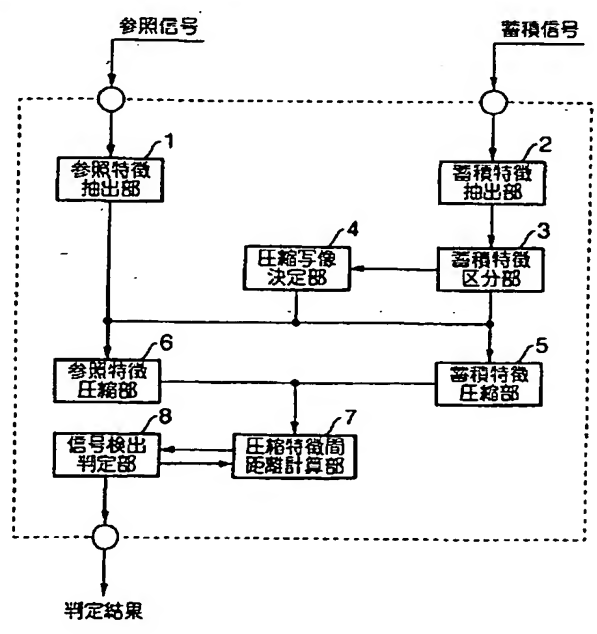 参照信号
蓄積信号
1
参照特徴
抽出部
2
蓄積特徴
抽出部
3
蓄積特徴
区分部
4
圧縮写像
決定部
5
蓄積特徴
圧縮部
6
参照特徴
圧縮部
7
圧縮特徴間
距離計算部
8
信号検出
判定部
判定結果